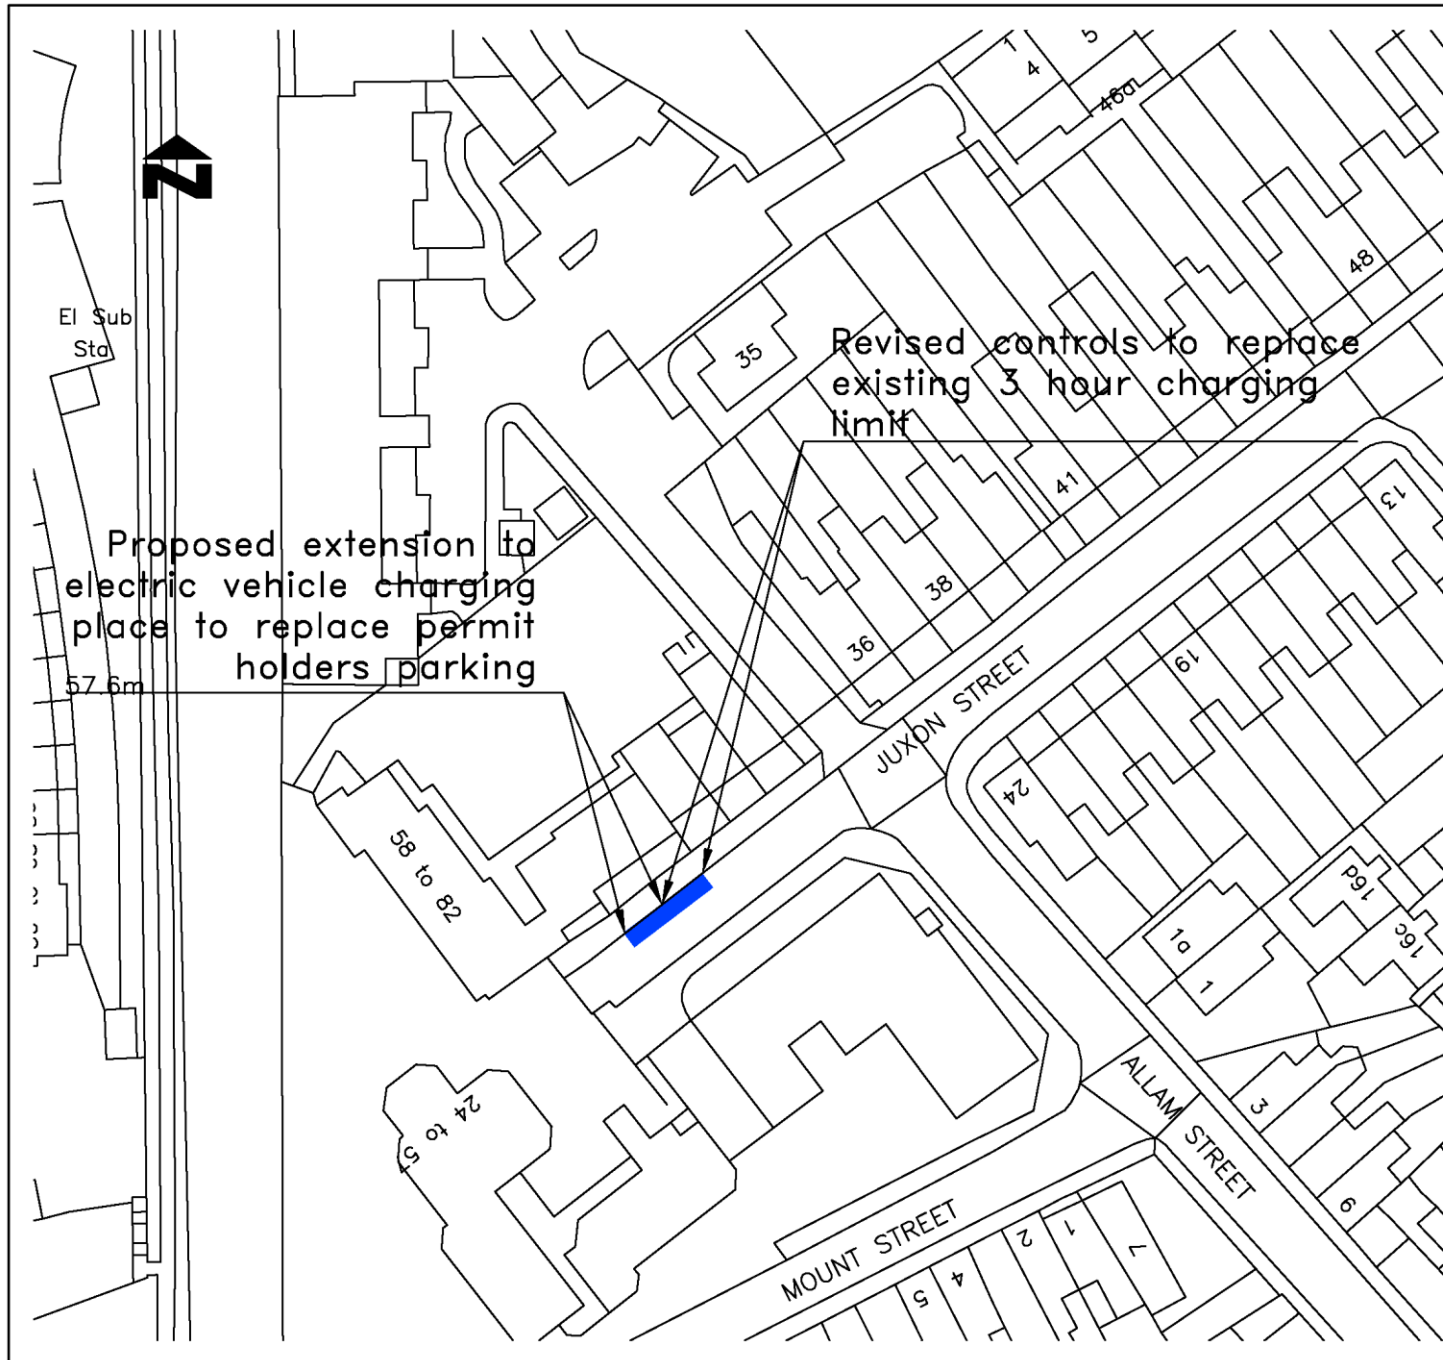 N
1
4
5
46a
48
El Sub
Sta
35
Revised controls to replace
existing 3 hour charging
limit
41
13
Proposed extension to
electric vehicle charging
place to replace permit
holders parking
57.6m
38
36
19
JUXON STREET
24
58 to 82
16d
16c
1a
1
24 to 57
ALLAM
STREET
3
6
MOUNT STREET
5
4
2
1
7